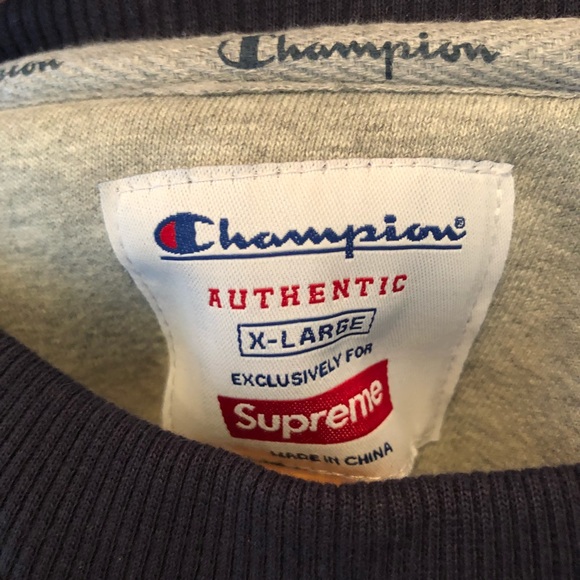 Champion
Champion®
AUTHENTIC
X-LARGE
EXCLUSIVELY FOR
Supreme
MADE IN CHINA